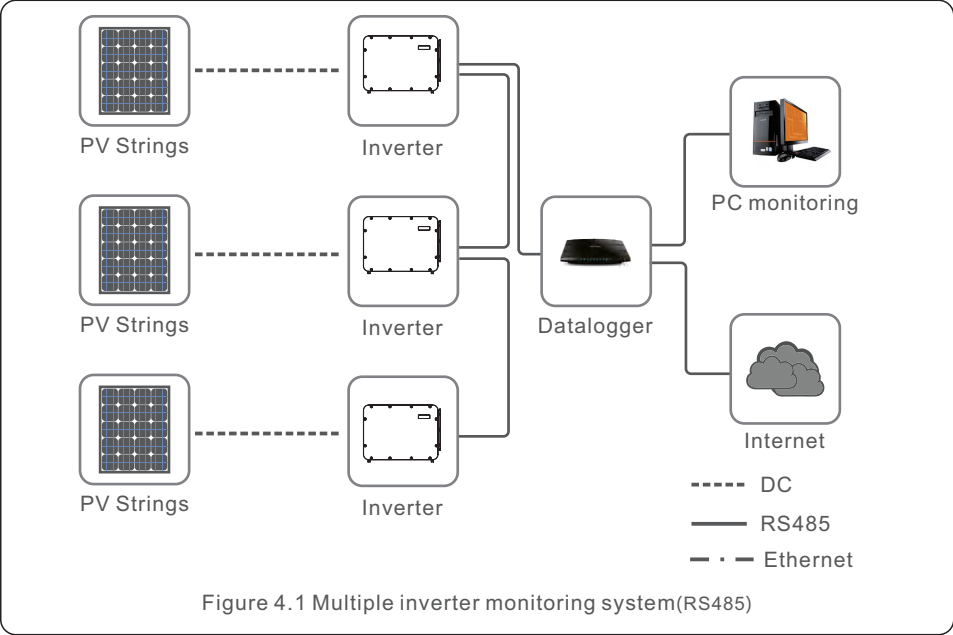 PV Strings
Inverter
PC monitoring
PV Strings
Inverter
Datalogger
Internet
PV Strings
Inverter
DC
RS485
Ethernet
Figure 4.1 Multiple inverter monitoring system(RS485)